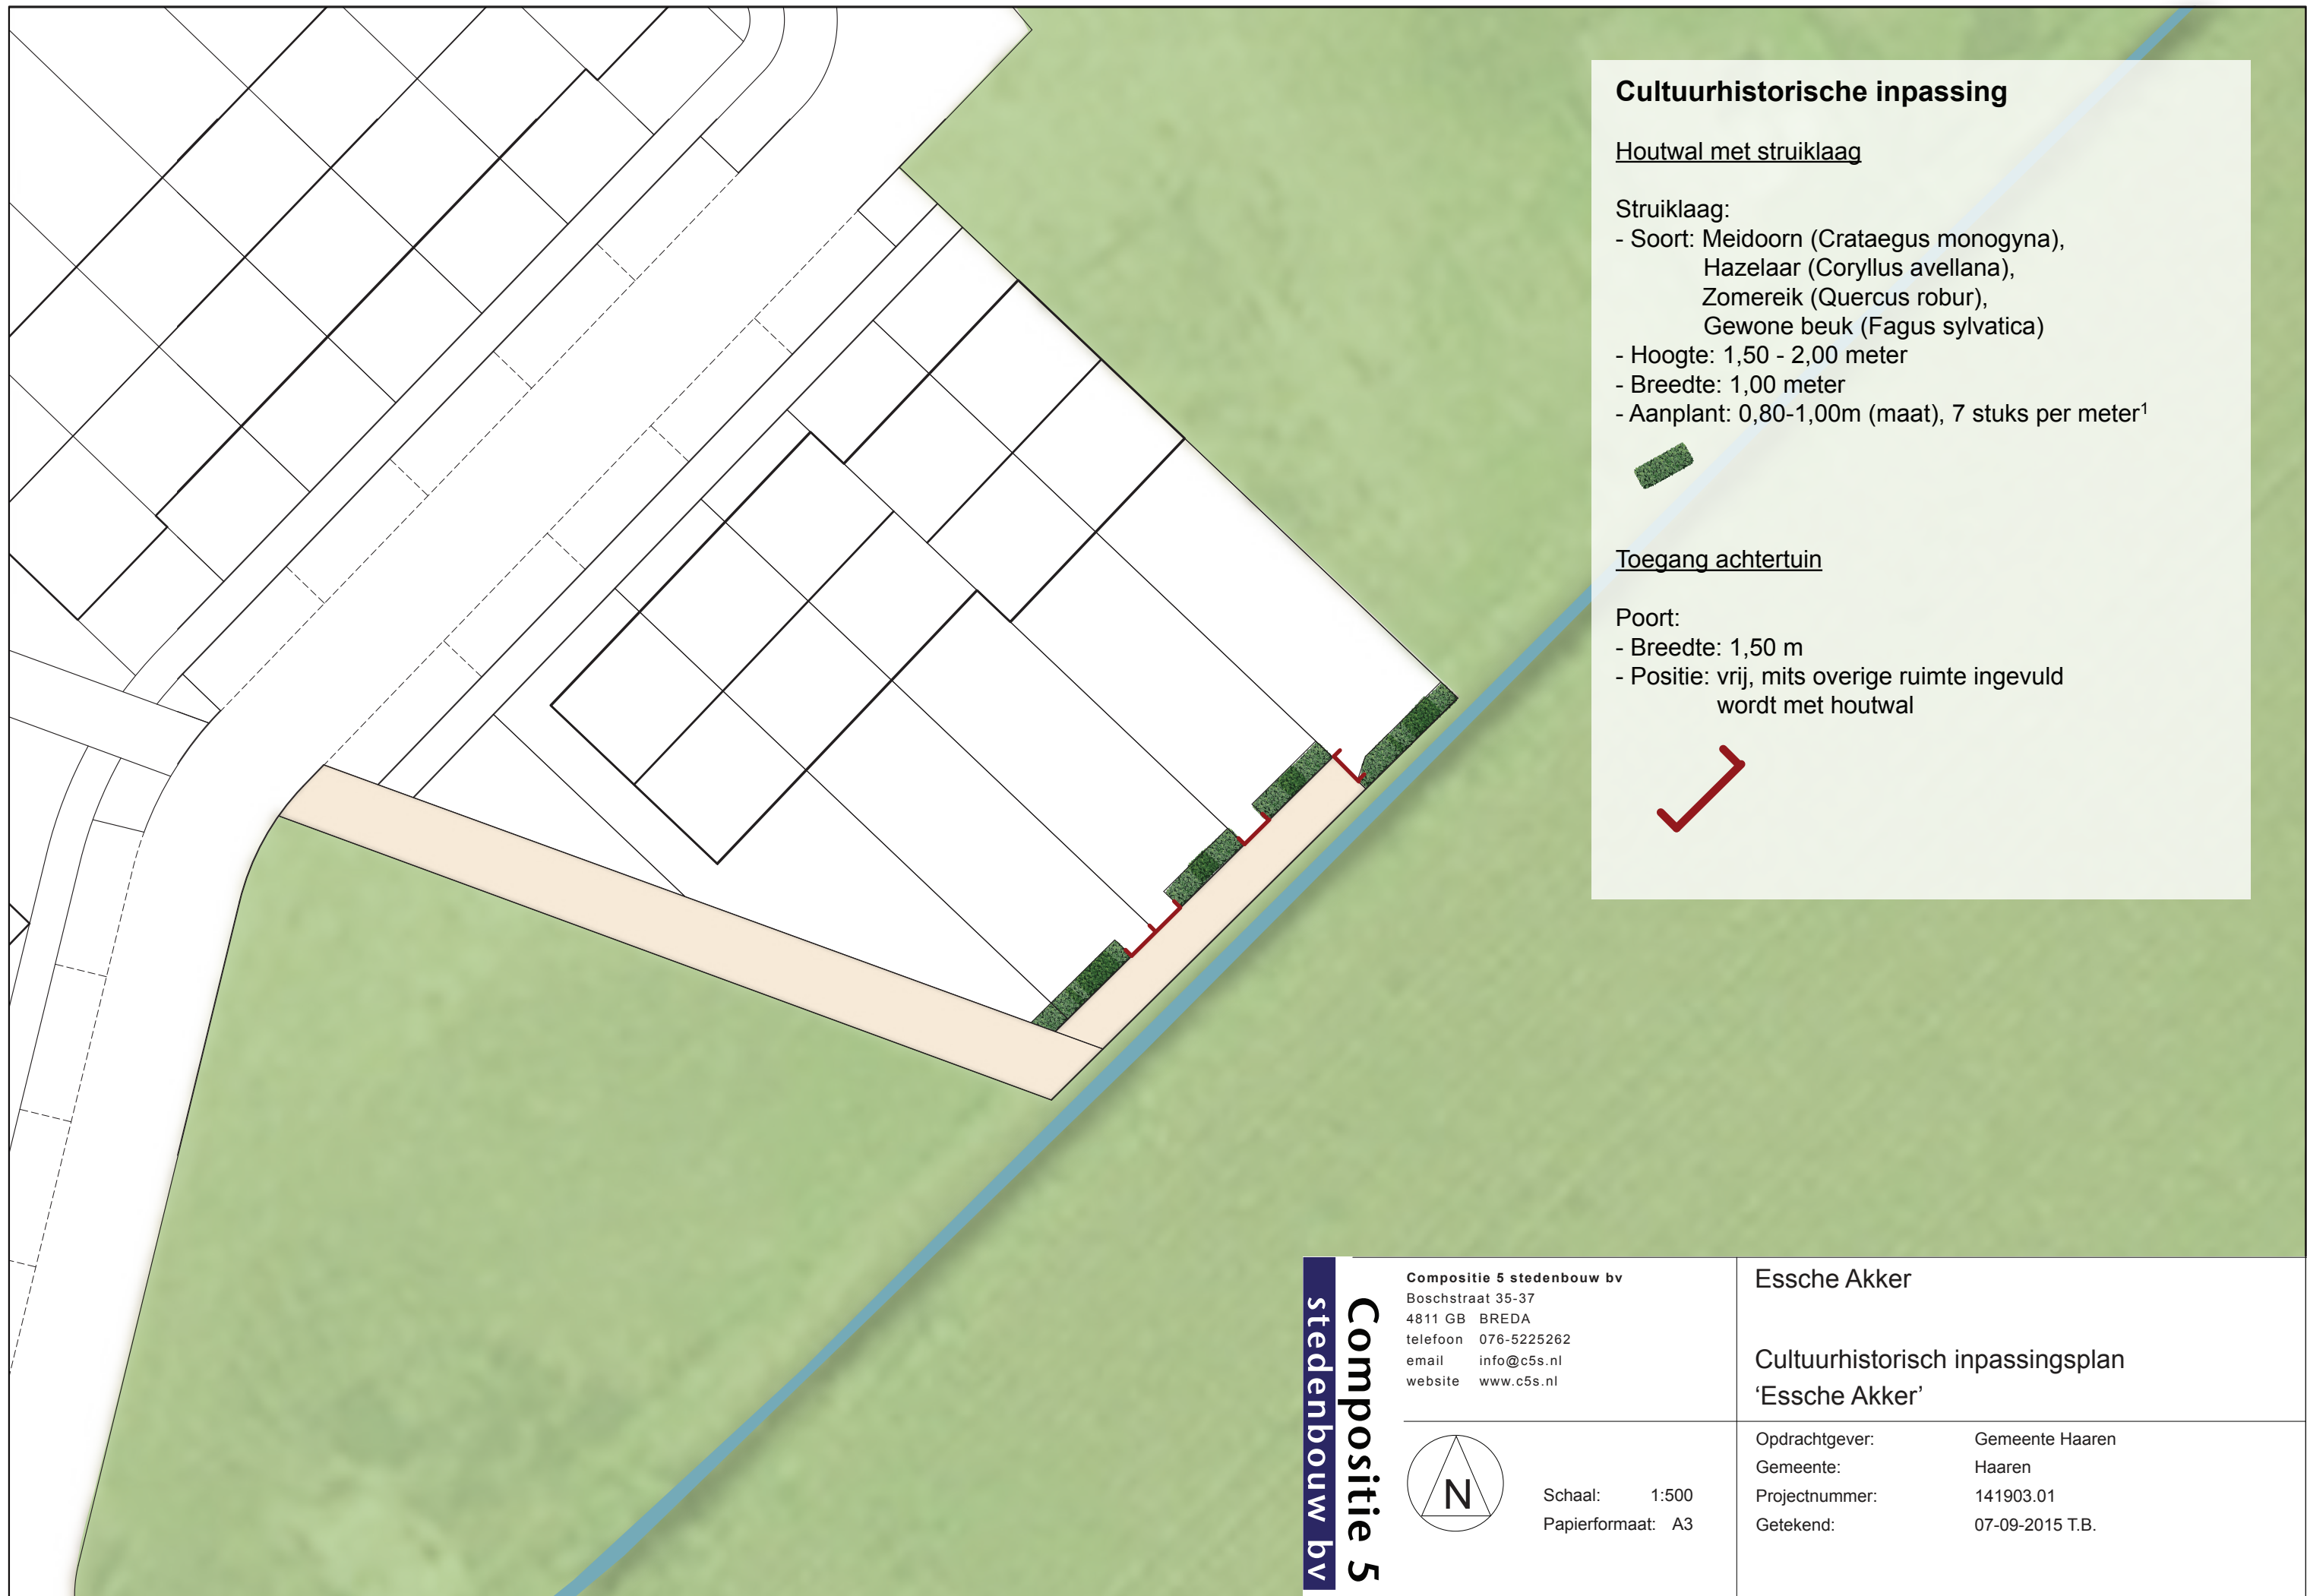 Cultuurhistorische inpassing
Houtwal met struiklaag
Struiklaag:
- Soort: Meidoorn (Crataegus monogyna),
Hazelaar (Coryllus avellana),
Zomereik (Quercus robur),
Gewone beuk (Fagus sylvatica)
- Hoogte: 1,50 - 2,00 meter
- Breedte: 1,00 meter
- Aanplant: 0,80-1,00m (maat), 7 stuks per meter¹
Toegang achtertuin
Poort:
- Breedte: 1,50 m
- Positie: vrij, mits overige ruimte ingevuld
wordt met houtwal
Compositie 5
stedenbouw bv
Compositie 5 stedenbouw bv
Boschstraat 35-37
4811 GB BREDA
telefoon 076-5225262
email info@c5s.nl
website www.c5s.nl
N
Schaal: 1:500
Papierformaat: A3
Essche Akker
Cultuurhistorisch inpassingsplan
‘Essche Akker’
Opdrachtgever: Gemeente Haaren
Gemeente: Haaren
Projectnummer: 141903.01
Getekend: 07-09-2015 T.B.